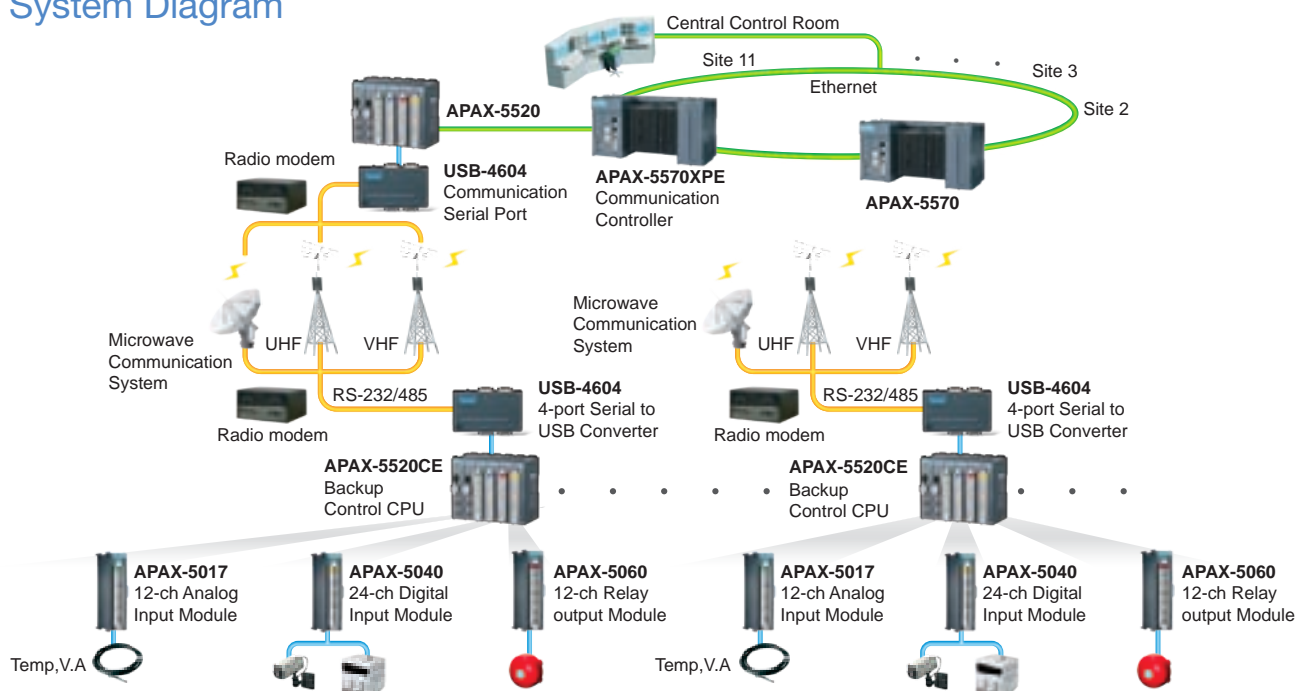 System Diagram
Central Control Room
Site 11
Ethernet
Site 3
Site 2
APAX-5520
Radio modem
USB-4604
Communication
Serial Port
APAX-5570XPE
Communication
Controller
APAX-5570
Microwave
Communication
System
UHF
VHF
RS-232/485
Radio modem
USB-4604
4-port Serial to
USB Converter
Microwave
Communication
System
UHF
VHF
RS-232/485
Radio modem
USB-4604
4-port Serial to
USB Converter
APAX-5520CE
Backup
Control CPU
APAX-5520CE
Backup
Control CPU
APAX-5017
12-ch Analog
Input Module
APAX-5040
24-ch Digital
Input Module
APAX-5060
12-ch Relay
output Module
APAX-5017
12-ch Analog
Input Module
APAX-5040
24-ch Digital
Input Module
APAX-5060
12-ch Relay
output Module
Temp,V.A
Temp,V.A